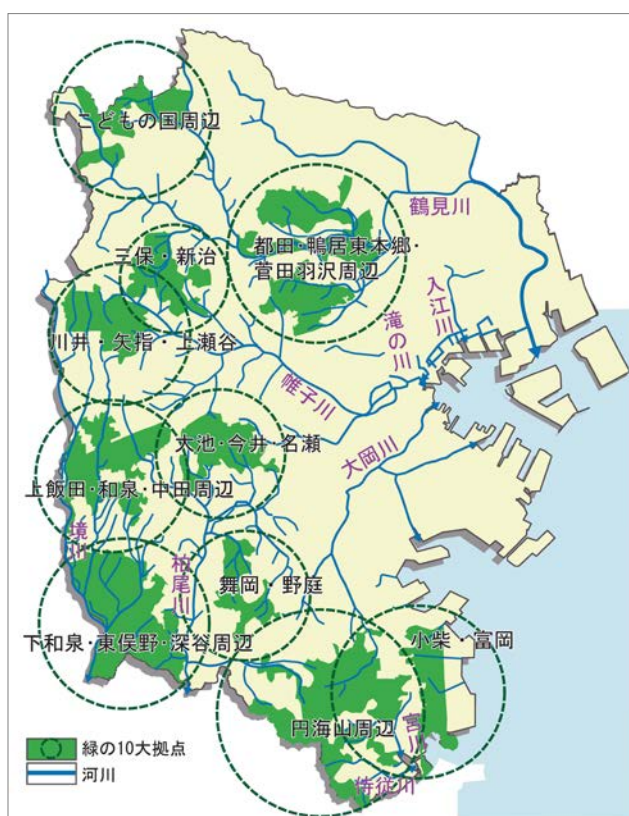 こどもの国周辺
鶴見川
都田・鴨居東本郷・
菅田羽沢周辺
三保・新治
入江川
滝の川
川井・矢指・上瀬谷
帷子川
大池・今井・名瀬
大岡川
上飯田・和泉・中田周辺
境川
柏尾川
舞岡・野庭
下和泉・東俣野・深谷周辺
小柴・富岡
円海山周辺
宮川
侍従川
緑の10大拠点
河川